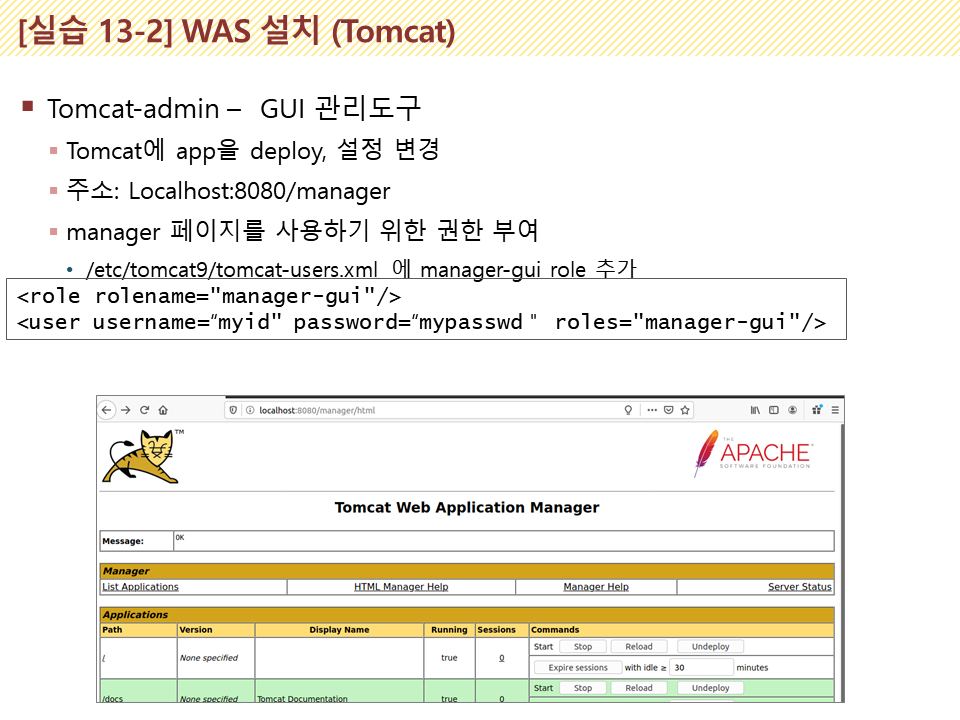 [실습 13-2] WAS 설치 (Tomcat)
Tomcat-admin – GUI 관리도구
Tomcat에 app을 deploy, 설정 변경
주소: Localhost:8080/manager
manager 페이지를 사용하기 위한 권한 부여
/etc/tomcat9/tomcat-users.xml 에 manager-gui role 추가
<role rolename="manager-gui"/>
<user username=“myid" password=“mypasswd " roles="manager-gui"/>
localhost:8080/manager/html
TM
THE
APACHE®
SOFTWARE FOUNDATION
Tomcat Web Application Manager
Message: OK
Manager
List Applications HTML Manager Help Manager Help Server Status
Applications
Path Version Display Name Running Sessions Commands
Start Stop Reload Undeploy
/ None specified true 0
Expire sessions with idle ≥ 30 minutes
Start Stop Reload Undeploy
/docs None specified Tomcat Documentation true 0